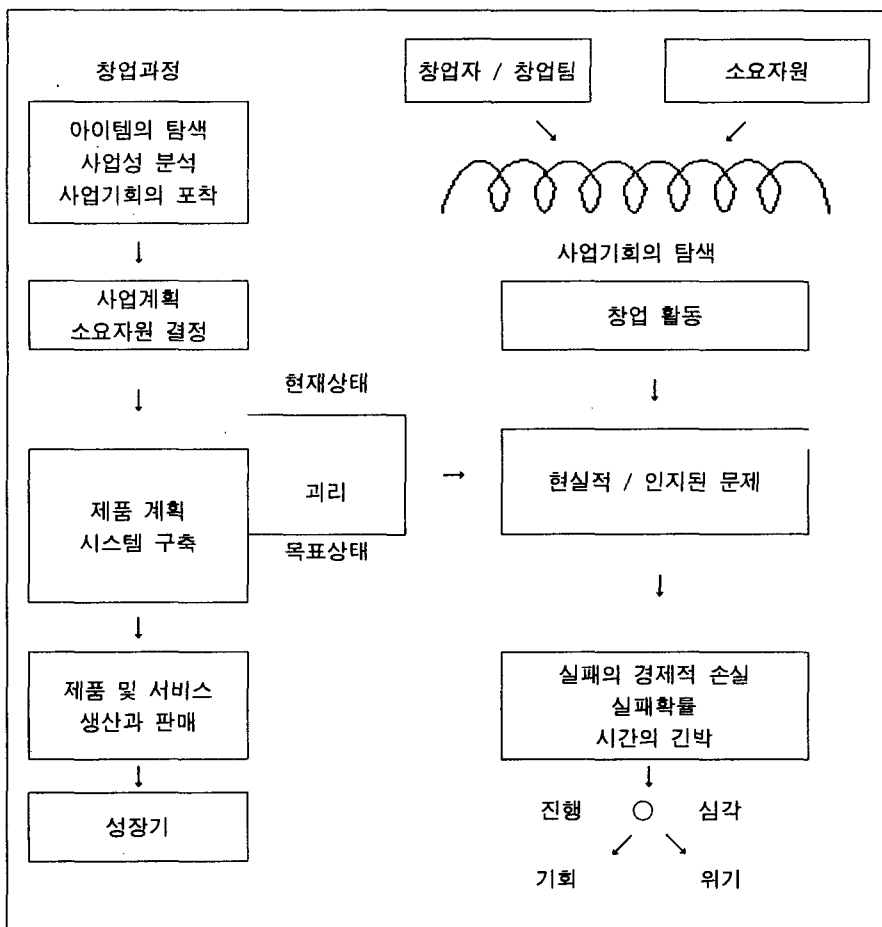 창업과정
아이템의 탐색
사업성 분석
사업기회의 포착
사업계획
소요자원 결정
제품 계획
시스템 구축
제품 및 서비스
생산과 판매
성장기
현재상태
괴리
목표상태
창업자 / 창업팀
소요자원
사업기회의 탐색
창업 활동
현실적 / 인지된 문제
실패의 경제적 손실
실패확률
시간의 긴박
진행 심각
기회 위기